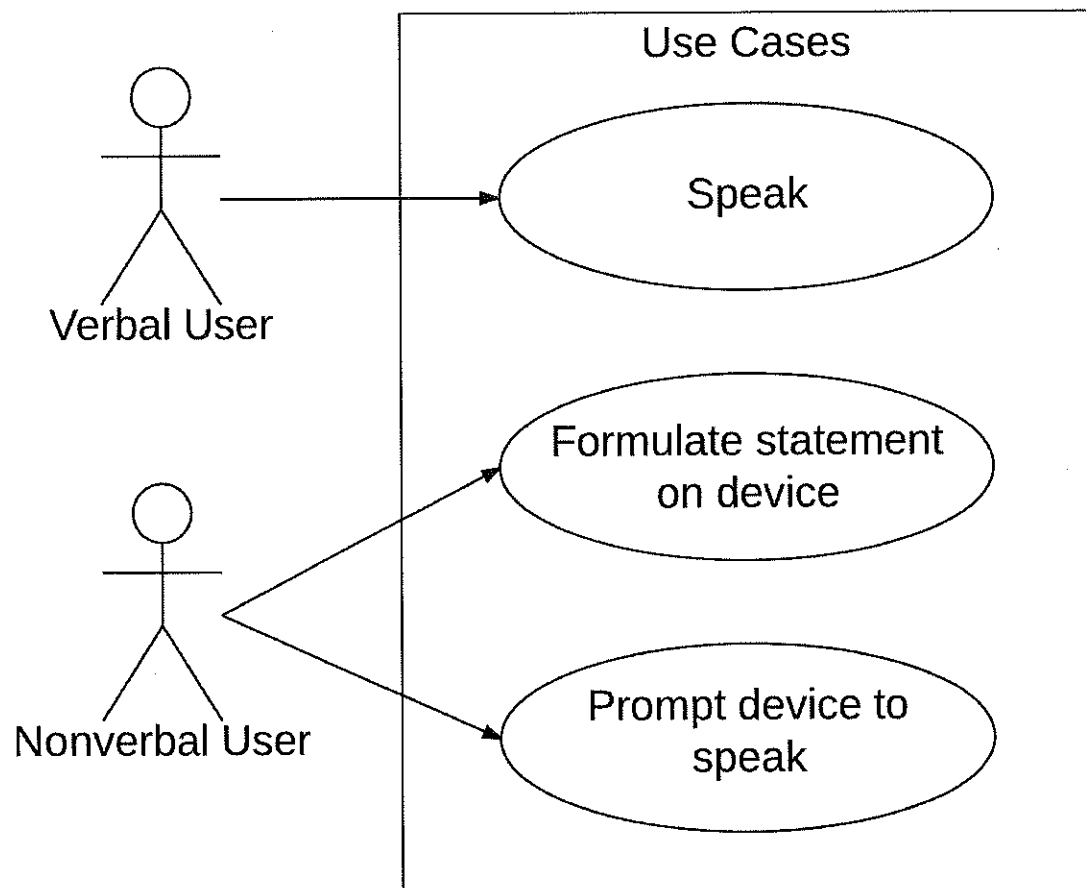 Use Cases
Speak
Verbal User
Formulate statement
on device
Nonverbal User
Prompt device to
speak